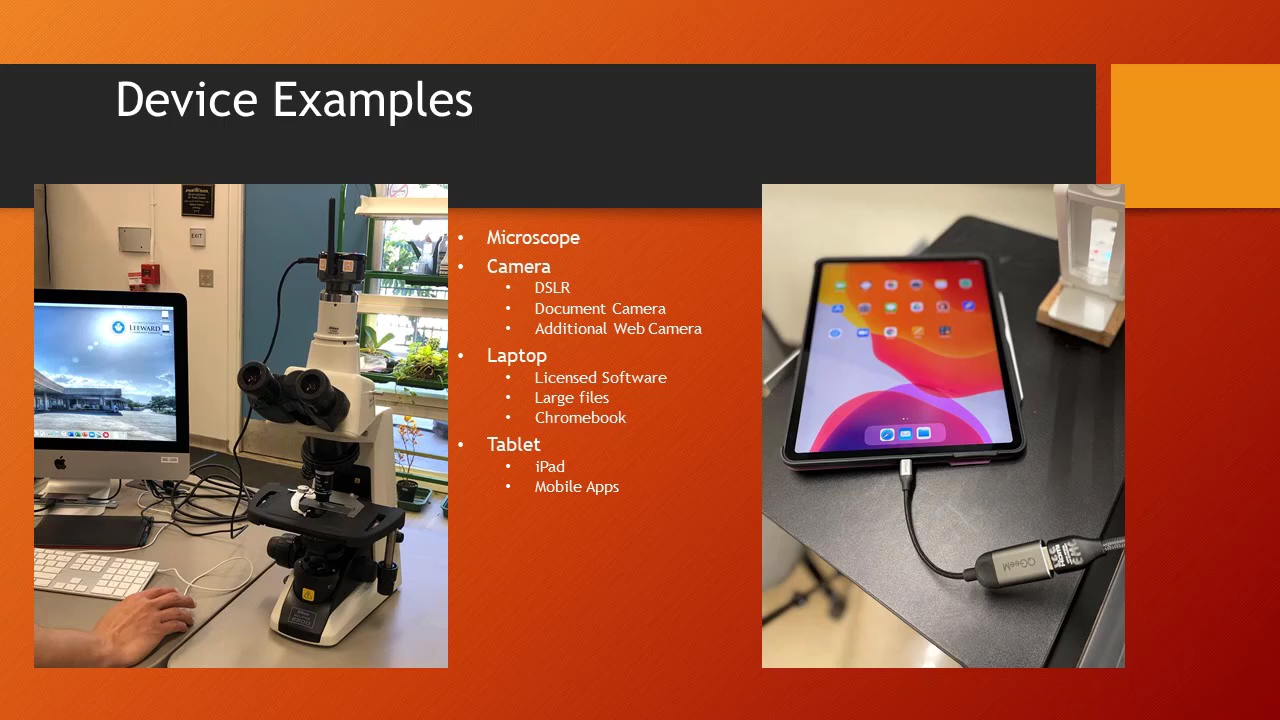 Device Examples
EXIT
LEEWARD
• Microscope
• Camera
• DSLR
• Document Camera
• Additional Web Camera
• Laptop
• Licensed Software
• Large files
• Chromebook
• Tablet
• iPad
• Mobile Apps
QGeeM